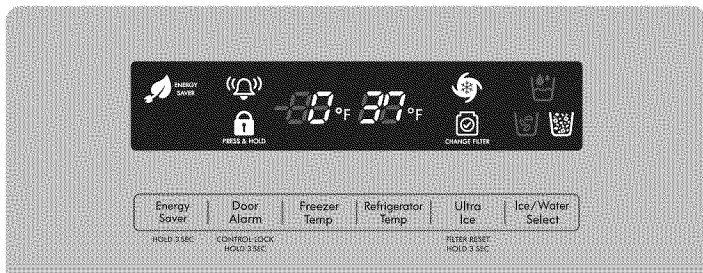 ENERGY
SAVER
PRESS & HOLD
0°F 37°F
CHANGE FILTER
Energy
Saver
HOLD 3 SEC
Door
Alarm
CONTROL LOCK
HOLD 3 SEC
Freezer
Temp
Refrigerator
Temp
Ultra
Ice
FILTER RESET
HOLD 3 SEC
Ice/Water
Select